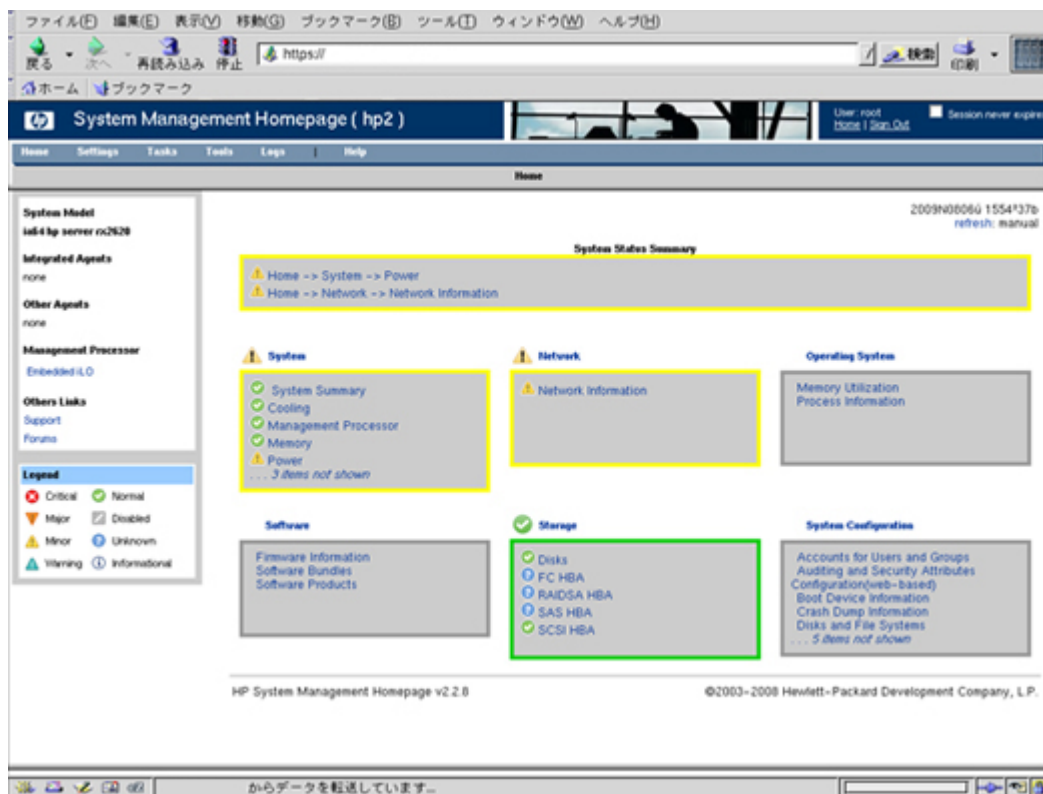 ファイル(F) 編集(E) 表示(V) 移動(G) ブックマーク(B) ツール(T) ウィンドウ(W) ヘルプ(H)
戻る 次へ 再読み込み 停止 https:// 検索 印刷
ホーム ブックマーク
hp System Management Homepage ( hp2 )
User: root
Home | Sign Out
Session never expire
Home Settings Tasks Tools Logs | Help
Home
System Model
ia64 hp server rx2620
Integrated Agents
none
Other Agents
none
Management Processor
Embedded iLO
Others Links
Support
Forums
Legend
Critical Normal
Major Disabled
Minor Unknown
Warning Informational
refresh: manual
System Status Summary
Home -> System -> Power
Home -> Network -> Network Information
System
System Summary
Cooling
Management Processor
Memory
Power
. . . 3 items not shown
Network
Network Information
Operating System
Memory Utilization
Process Information
Software
Firmware Information
Software Bundles
Software Products
Storage
Disks
FC HBA
RAIDSA HBA
SAS HBA
SCSI HBA
System Configuration
Accounts for Users and Groups
Auditing and Security Attributes
Configuration(web-based)
Boot Device Information
Crash Dump Information
Disks and File Systems
. . . 5 items not shown
HP System Management Homepage v2.2.8
©2003-2008 Hewlett-Packard Development Company, L.P.
からデータを転送しています...